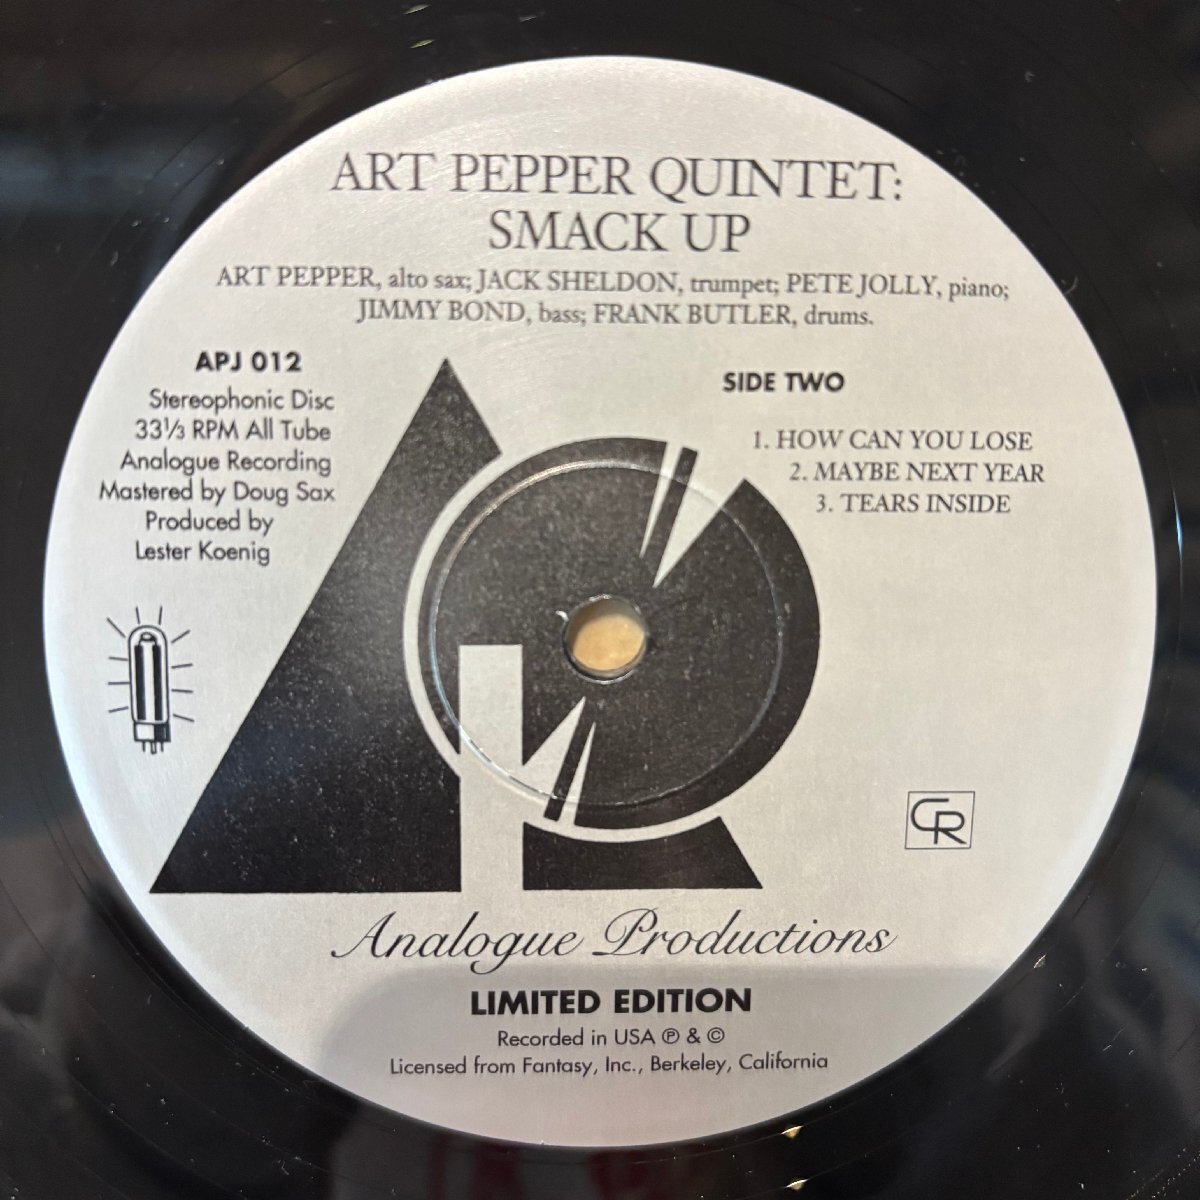 ART PEPPER QUINTET:
SMACK UP
ART PEPPER, alto sax; JACK SHELDON, trumpet; PETE JOLLY, piano;
JIMMY BOND, bass; FRANK BUTLER, drums.
APJ 012
Stereophonic Disc
33⅓ RPM All Tube
Analogue Recording
Mastered by Doug Sax
Produced by
Lester Koenig
SIDE TWO
1. HOW CAN YOU LOSE
2. MAYBE NEXT YEAR
3. TEARS INSIDE
CR
Analogue Productions
LIMITED EDITION
Recorded in USA ℗ & ©
Licensed from Fantasy, Inc., Berkeley, California